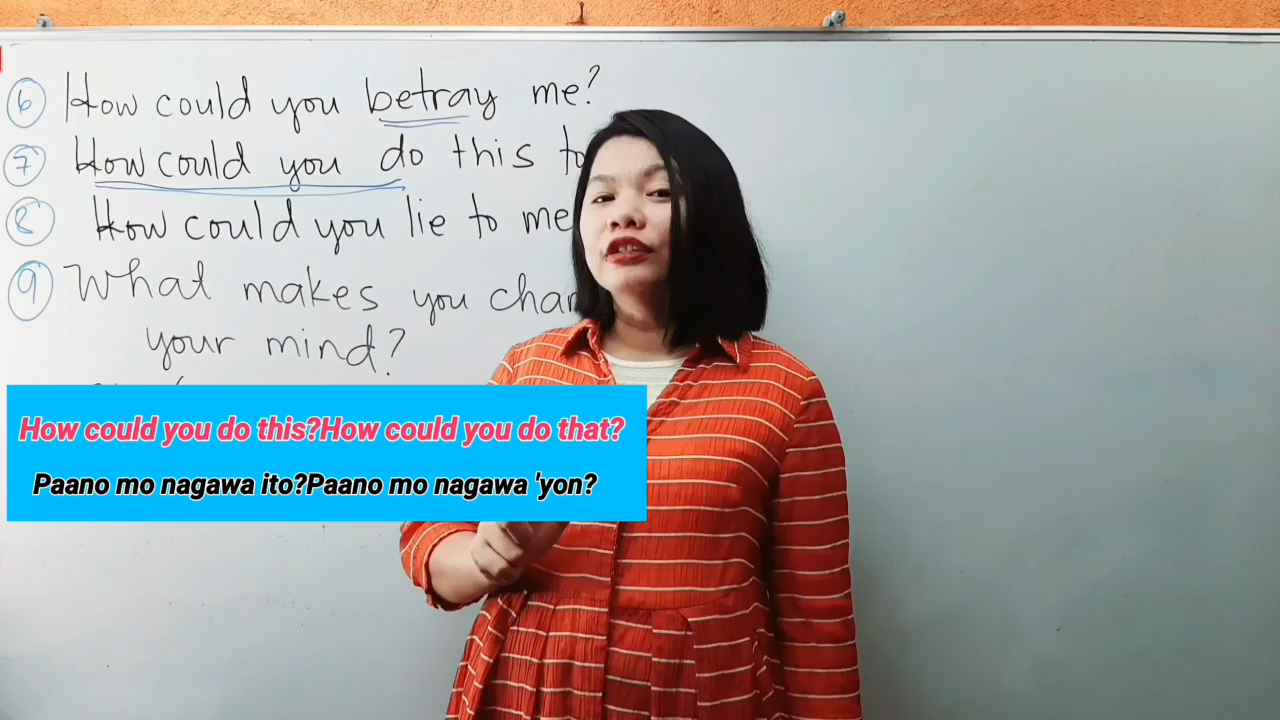 6 How could you betray me?
7 How could you do this to
8 How could you lie to me
9 What makes you chan
your mind?
How could you do this?How could you do that?
Paano mo nagawa ito?Paano mo nagawa 'yon?